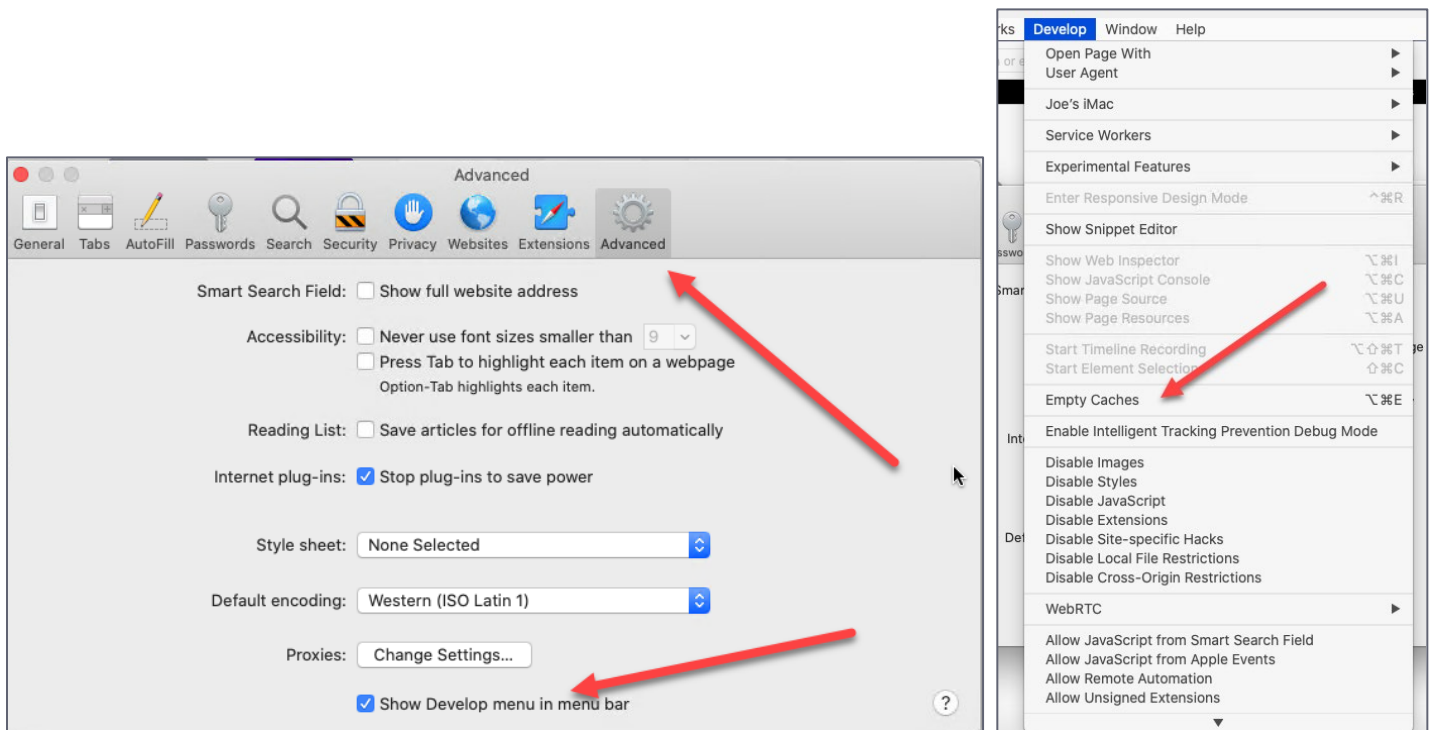 Advanced
General Tabs AutoFill Passwords Search Security Privacy Websites Extensions Advanced
Smart Search Field: Show full website address
Accessibility: Never use font sizes smaller than 9
Press Tab to highlight each item on a webpage
Option-Tab highlights each item.
Reading List: Save articles for offline reading automatically
Internet plug-ins: Stop plug-ins to save power
Style sheet: None Selected
Default encoding: Western (ISO Latin 1)
Proxies: Change Settings...
Show Develop menu in menu bar
?
rks Develop Window Help
or e
Open Page With
User Agent
Joe's iMac
Service Workers
Experimental Features
Enter Responsive Design Mode ^⌘R
Show Snippet Editor
sswo
Show Web Inspector ⌥⌘I
Show JavaScript Console ⌥⌘C
Smar
Show Page Source ⌥⌘U
Show Page Resources ⌥⌘A
Start Timeline Recording ⌥⇧⌘T
ge
Start Element Selection ⇧⌘C
Empty Caches ⌥⌘E
Enable Intelligent Tracking Prevention Debug Mode
Int
Disable Images
Disable Styles
Disable JavaScript
Disable Extensions
Def
Disable Site-specific Hacks
Disable Local File Restrictions
Disable Cross-Origin Restrictions
WebRTC
Allow JavaScript from Smart Search Field
Allow JavaScript from Apple Events
Allow Remote Automation
Allow Unsigned Extensions